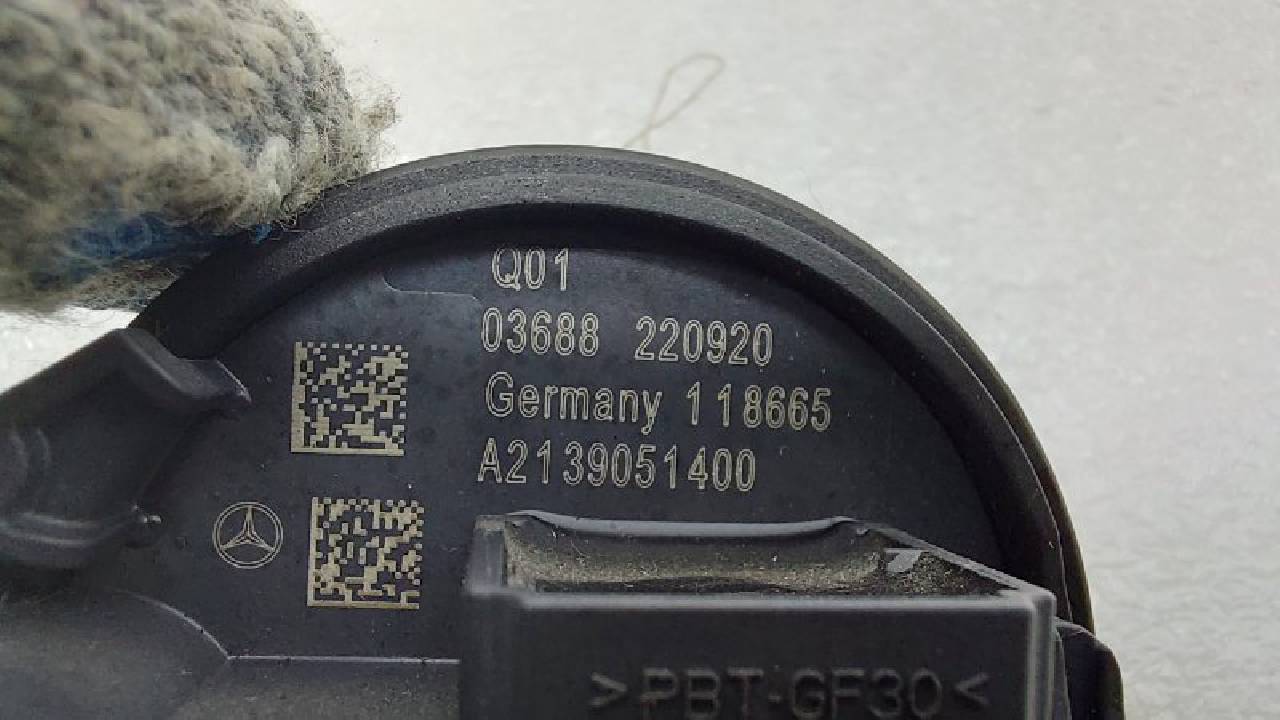 Q01
03688 220920
Germany 118665
A2139051400
>PBT-GF30<